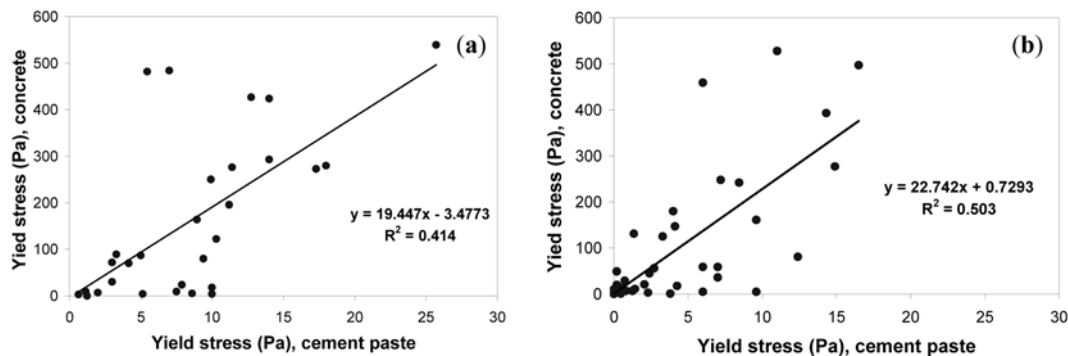 (a)
Yied stress (Pa), concrete
600
500
400
300
200
100
0
0 5 10 15 20 25 30
y = 19.447x - 3.4773
R² = 0.414
Yield stress (Pa), cement paste
(b)
Yied stress (Pa), concrete
600
500
400
300
200
100
0
0 5 10 15 20 25 30
y = 22.742x + 0.7293
R² = 0.503
Yield stress (Pa), cement paste